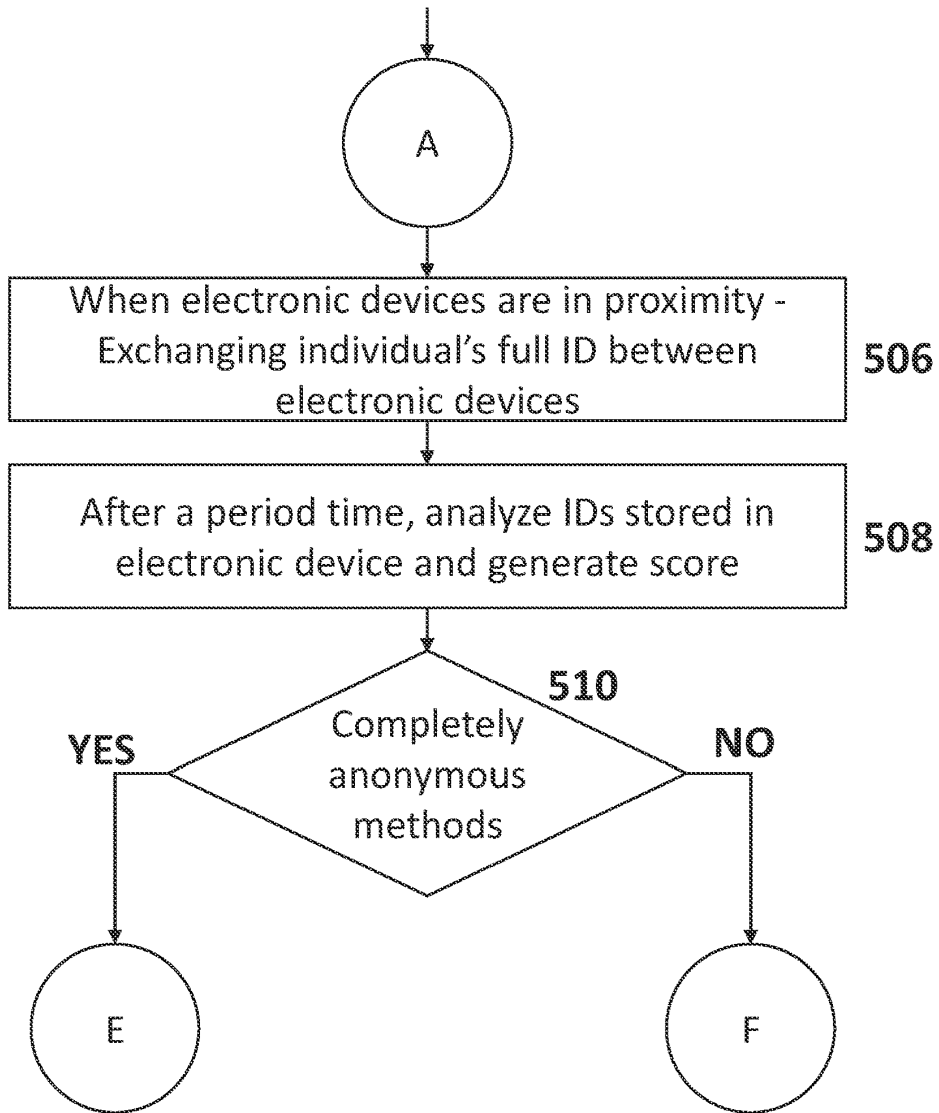 A
When electronic devices are in proximity -
Exchanging individual's full ID between
electronic devices
506
After a period time, analyze IDs stored in
electronic device and generate score
508
510
Completely
anonymous
methods
YES
NO
E
F